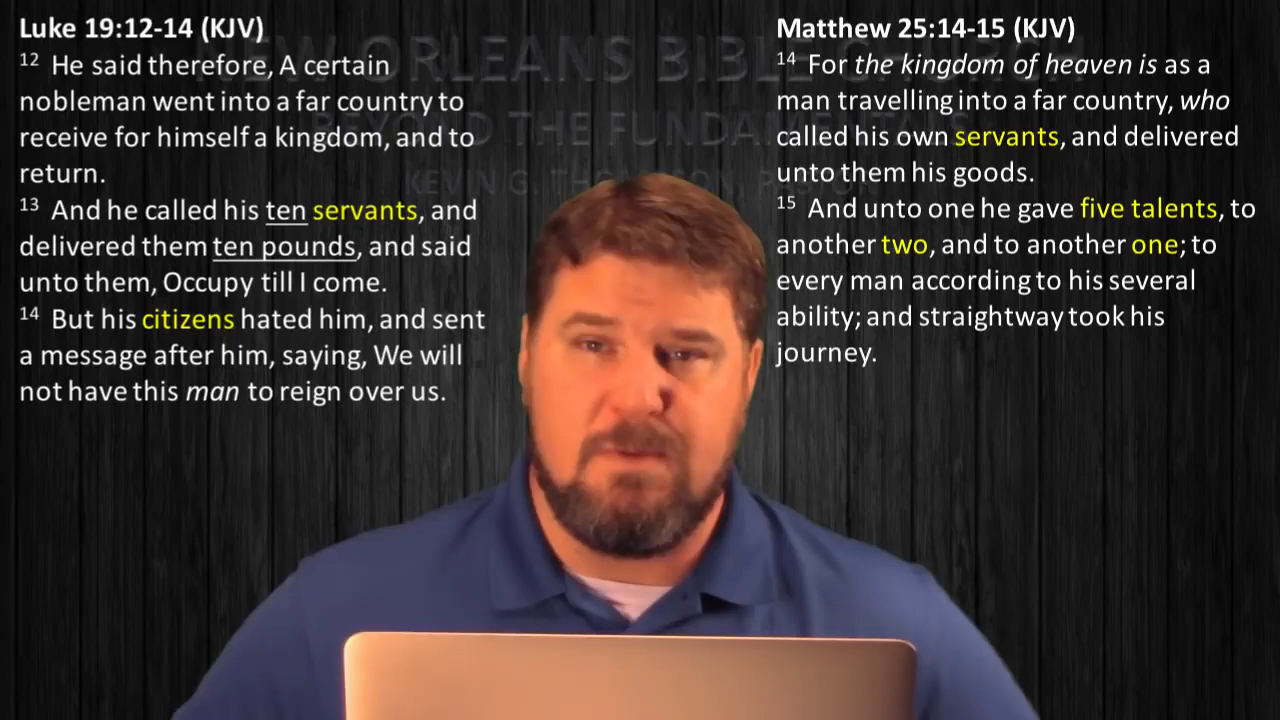 Luke 19:12-14 (KJV)
12 He said therefore, A certain
nobleman went into a far country to
receive for himself a kingdom, and to
return.
13 And he called his ten servants, and
delivered them ten pounds, and said
unto them, Occupy till I come.
14 But his citizens hated him, and sent
a message after him, saying, We will
not have this man to reign over us.
Matthew 25:14-15 (KJV)
14 For the kingdom of heaven is as a
man travelling into a far country, who
called his own servants, and delivered
unto them his goods.
15 And unto one he gave five talents, to
another two, and to another one; to
every man according to his several
ability; and straightway took his
journey.
ORLEANS BIBLE
THE
KEVIN G.